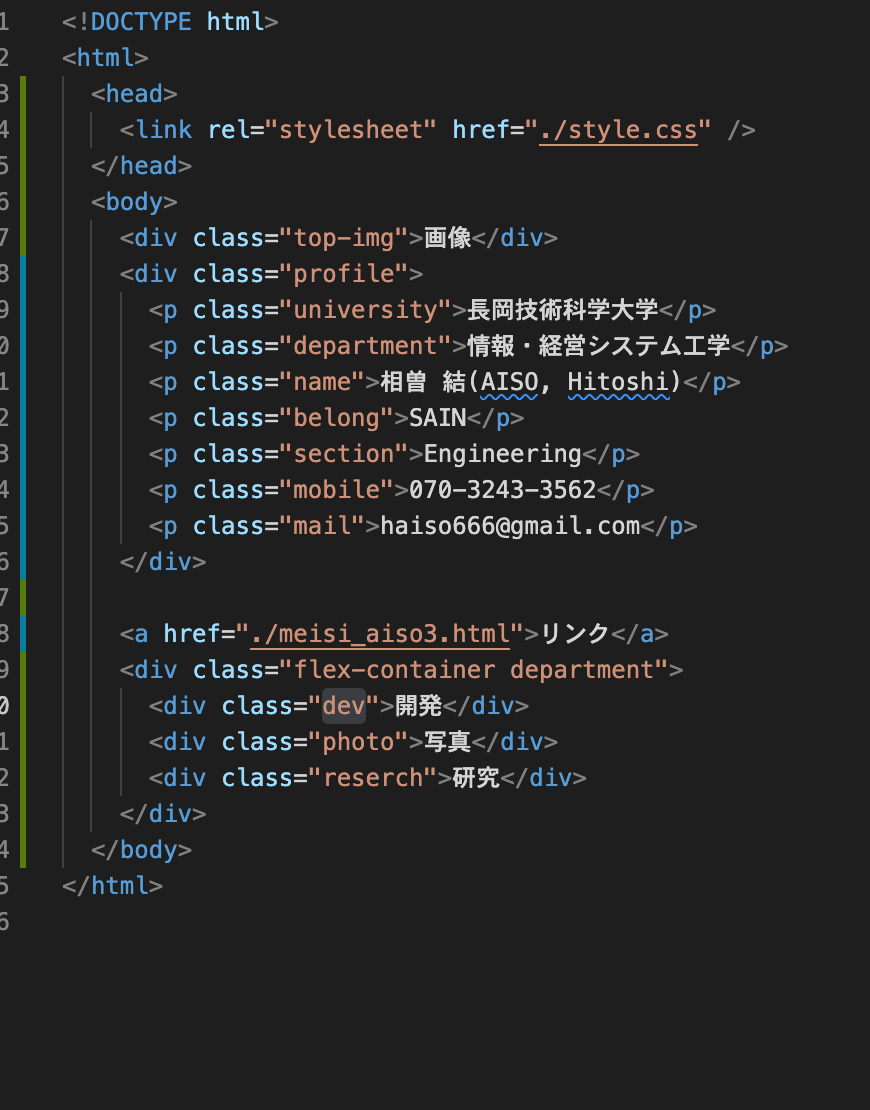 1 <!DOCTYPE html>
2 <html>
3 <head>
4 <link rel="stylesheet" href="./style.css" />
5 </head>
6 <body>
7 <div class="top-img">画像</div>
8 <div class="profile">
9 <p class="university">長岡技術科学大学</p>
0 <p class="department">情報・経営システム工学</p>
1 <p class="name">相曽 結(AISO, Hitoshi)</p>
2 <p class="belong">SAIN</p>
3 <p class="section">Engineering</p>
4 <p class="mobile">070-3243-3562</p>
5 <p class="mail">haiso666@gmail.com</p>
6 </div>
7
8 <a href="./meisi_aiso3.html">リンク</a>
9 <div class="flex-container department">
0 <div class="dev">開発</div>
1 <div class="photo">写真</div>
2 <div class="reserch">研究</div>
3 </div>
4 </body>
5 </html>
6